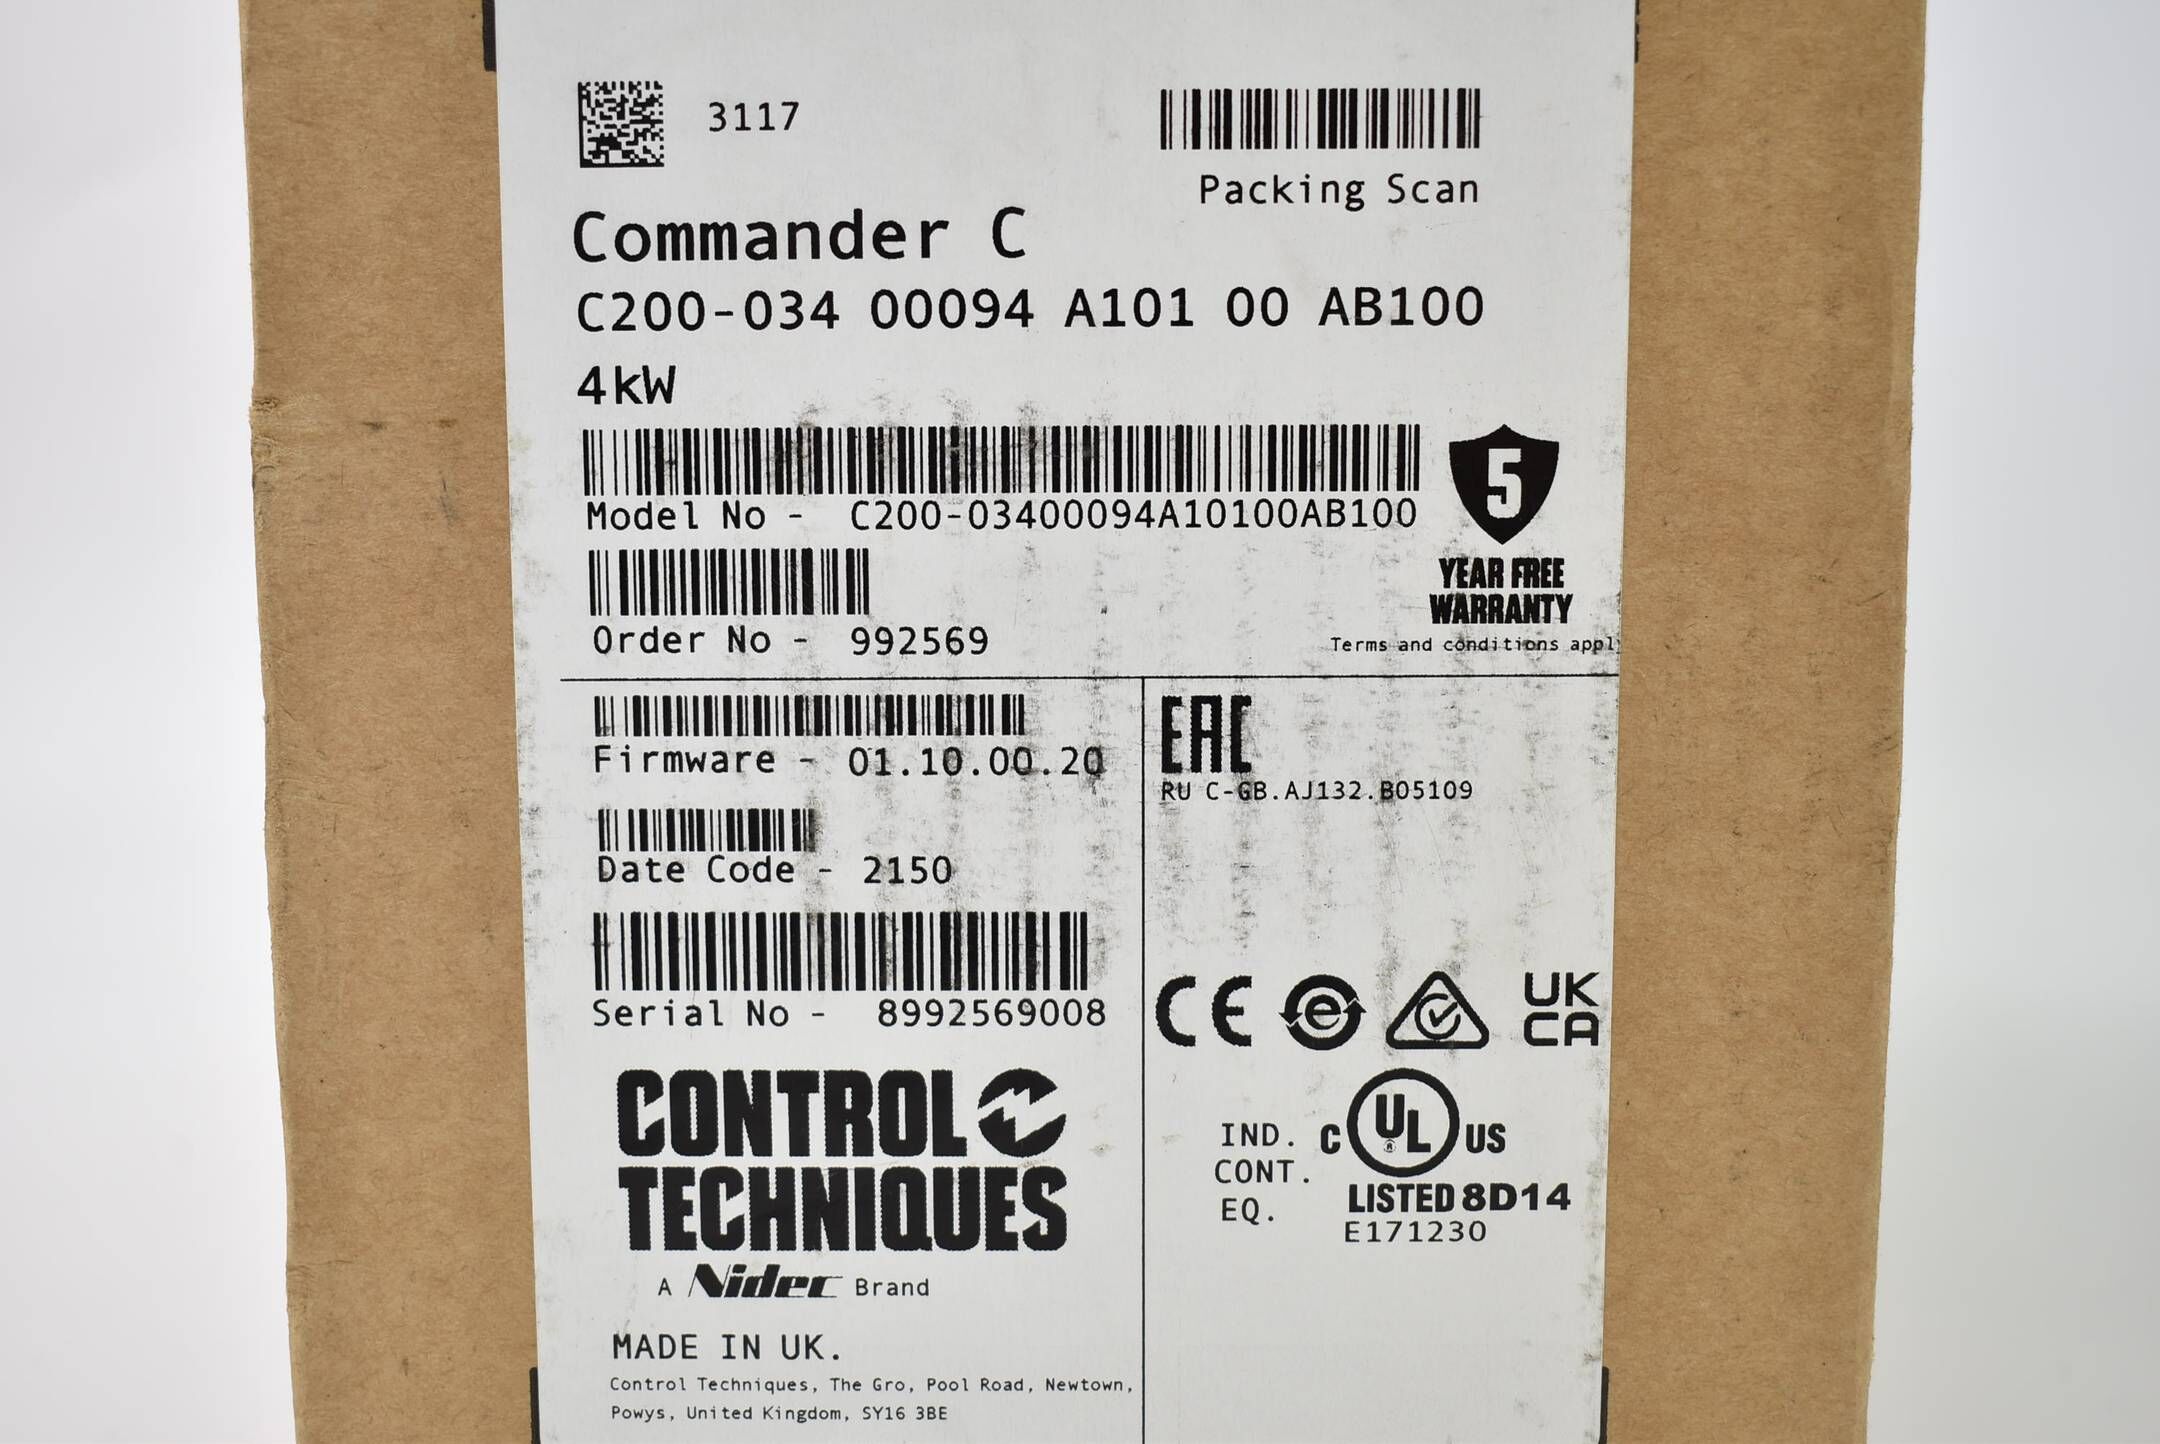 3117
Packing Scan
Commander C
C200-034 00094 A101 00 AB100
4kW
Model No - C200-03400094A10100AB100
5
YEAR FREE
WARRANTY
Order No - 992569
Terms and conditions apply
Firmware - 01.10.00.20
EAC
RU C-GB.AJ132.B05109
Date Code - 2150
Serial No - 8992569008
CE
e
UK
CA
CONTROL
TECHNIQUES
A Nidec Brand
IND.
CONT.
EQ.
C UL US
LISTED 8D14
E171230
MADE IN UK.
Control Techniques, The Gro, Pool Road, Newtown,
Powys, United Kingdom, SY16 3BE